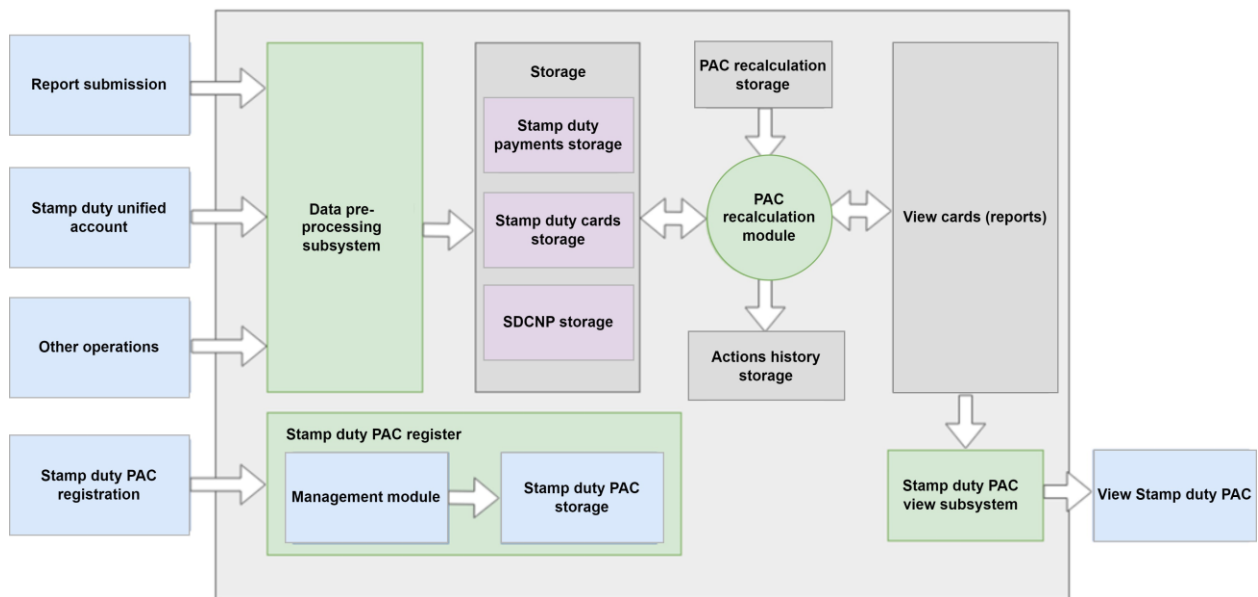 Report submission
Stamp duty unified
account
Other operations
Stamp duty PAC
registration
Data pre-
processing
subsystem
Storage
Stamp duty
payments storage
Stamp duty cards
storage
SDCNP storage
PAC recalculation
storage
PAC
recalculation
module
Actions history
storage
View cards (reports)
Stamp duty PAC register
Management module
Stamp duty PAC
storage
Stamp duty PAC
view subsystem
View Stamp duty PAC